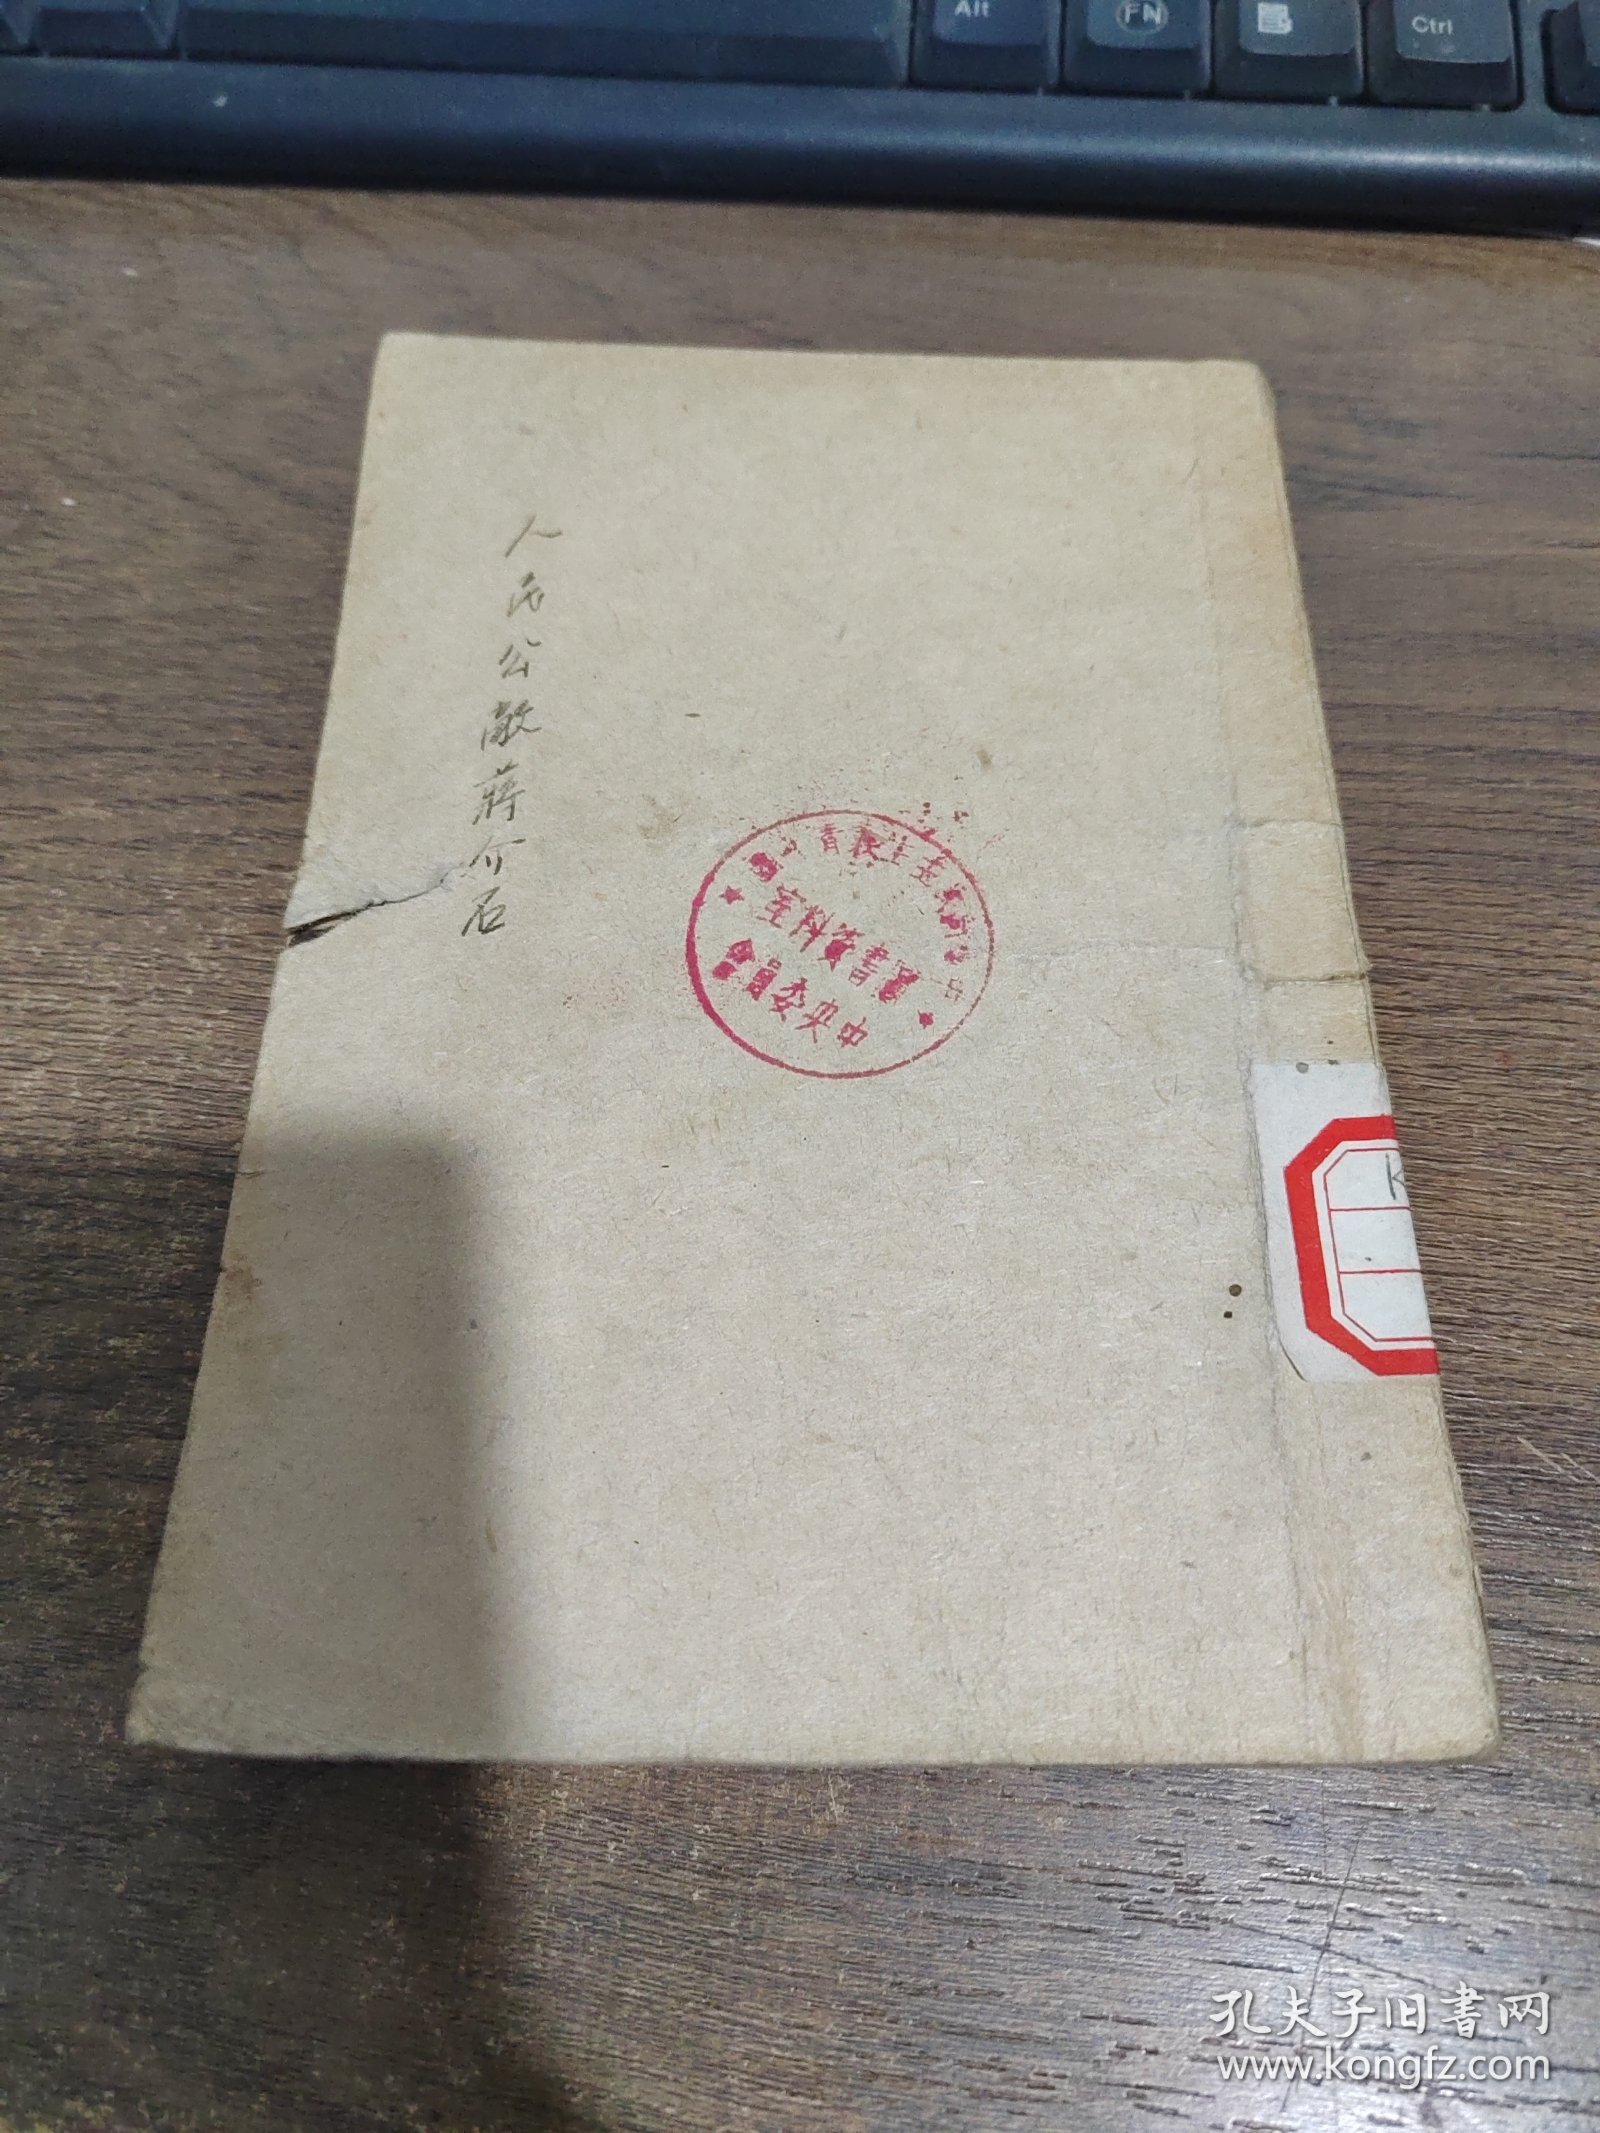 Alt
FN
Ctrl
人民公敵蔣介石
中國新民主主義青年團
中央委員會
圖書資料室
K
孔夫子旧書网
www.kongfz.com